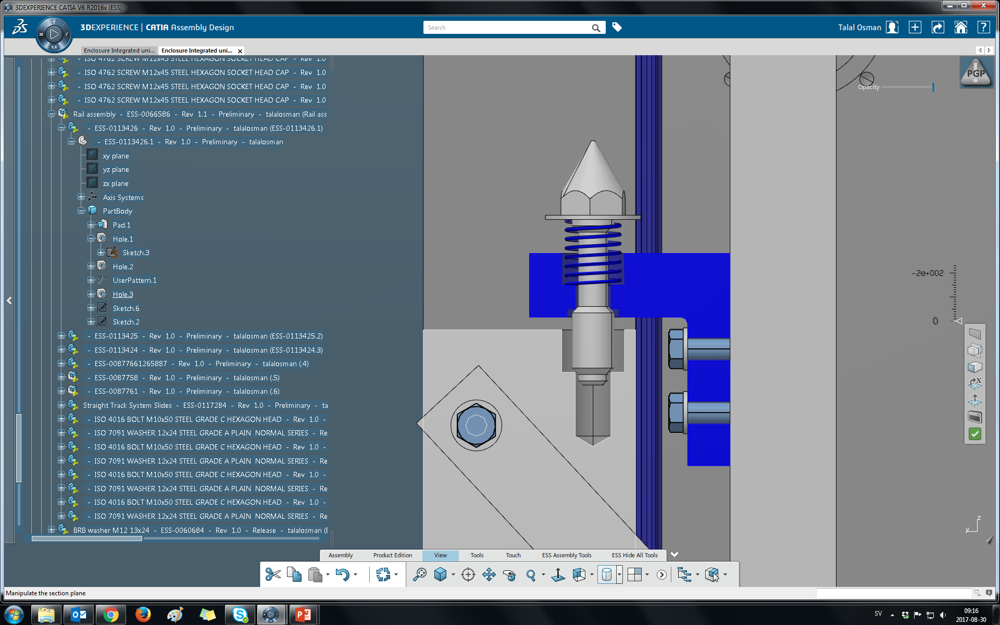 3DEXPERIENCE CATIA V6 R2016x (ESS)
3DEXPERIENCE | CATIA Assembly Design
Search
Talal Osman
3D
V.R
Enclosure Integrated uni...
Enclosure Integrated uni...
- ISO 4762 SCREW M12x45 STEEL HEXAGON SOCKET HEAD CAP - Rev 1.0
- ISO 4762 SCREW M12x45 STEEL HEXAGON SOCKET HEAD CAP - Rev 1.0
- ISO 4762 SCREW M12x45 STEEL HEXAGON SOCKET HEAD CAP - Rev 1.0
- ISO 4762 SCREW M12x45 STEEL HEXAGON SOCKET HEAD CAP - Rev 1.0
Rail assembly - ESS-0066586 - Rev 1.1 - Preliminary - talalosman (Rail ass
- ESS-0113426 - Rev 1.0 - Preliminary - talalosman (ESS-0113426.1)
- ESS-0113426.1 - Rev 1.0 - Preliminary - talalosman
xy plane
yz plane
zx plane
Axis Systems
PartBody
Pad.1
Hole.1
Sketch.3
Hole.2
UserPattern.1
Hole.3
Sketch.6
Sketch.2
- ESS-0113425 - Rev 1.0 - Preliminary - talalosman (ESS-0113425.2)
- ESS-0113424 - Rev 1.0 - Preliminary - talalosman (ESS-0113424.3)
- ESS-00877661265887 - Rev 1.0 - Preliminary - talalosman (.4)
- ESS-0087758 - Rev 1.0 - Preliminary - talalosman (.5)
- ESS-0087761 - Rev 1.0 - Preliminary - talalosman (.6)
Straight Track System Slides - ESS-0117284 - Rev 1.0 - Preliminary - ta
- ISO 4016 BOLT M10x50 STEEL GRADE C HEXAGON HEAD - Rev 1.0 -
- ISO 7091 WASHER 12x24 STEEL GRADE A PLAIN NORMAL SERIES - Re
- ISO 4016 BOLT M10x50 STEEL GRADE C HEXAGON HEAD - Rev 1.0 -
- ISO 7091 WASHER 12x24 STEEL GRADE A PLAIN NORMAL SERIES - Re
- ISO 4016 BOLT M10x50 STEEL GRADE C HEXAGON HEAD - Rev 1.0 -
- ISO 7091 WASHER 12x24 STEEL GRADE A PLAIN NORMAL SERIES - Re
- ISO 4016 BOLT M10x50 STEEL GRADE C HEXAGON HEAD - Rev 1.0 -
- ISO 7091 WASHER 12x24 STEEL GRADE A PLAIN NORMAL SERIES - Re
BRB washer M12 13x24 - ESS-0060684 - Rev 1.0 - Release - talalosman (
PGP
Opacity
-2e+002
0
z
y
Assembly
Product Edition
View
Tools
Touch
ESS Assembly Tools
ESS Hide All Tools
Manipulate the section plane
SV
09:16
2017-08-30